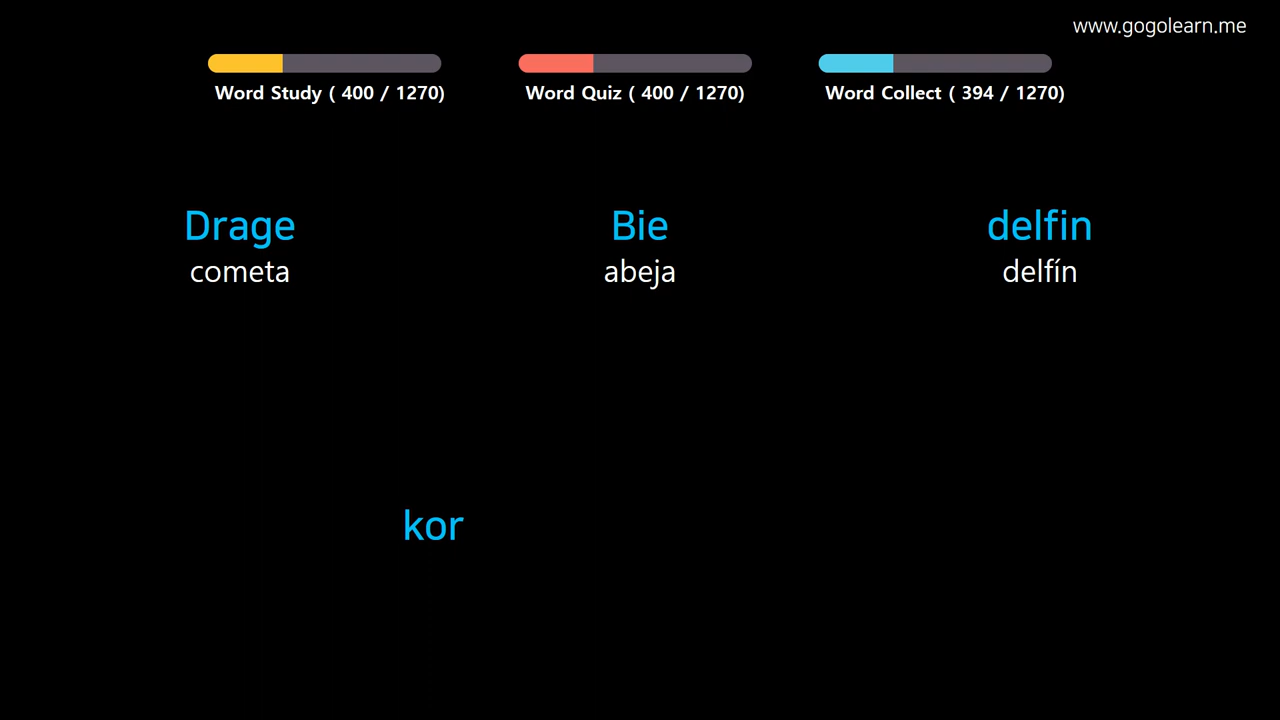 www.gogolearn.me
Word Study ( 400 / 1270)
Word Quiz ( 400 / 1270)
Word Collect ( 394 / 1270)
Drage
cometa
Bie
abeja
delfin
delfín
kor